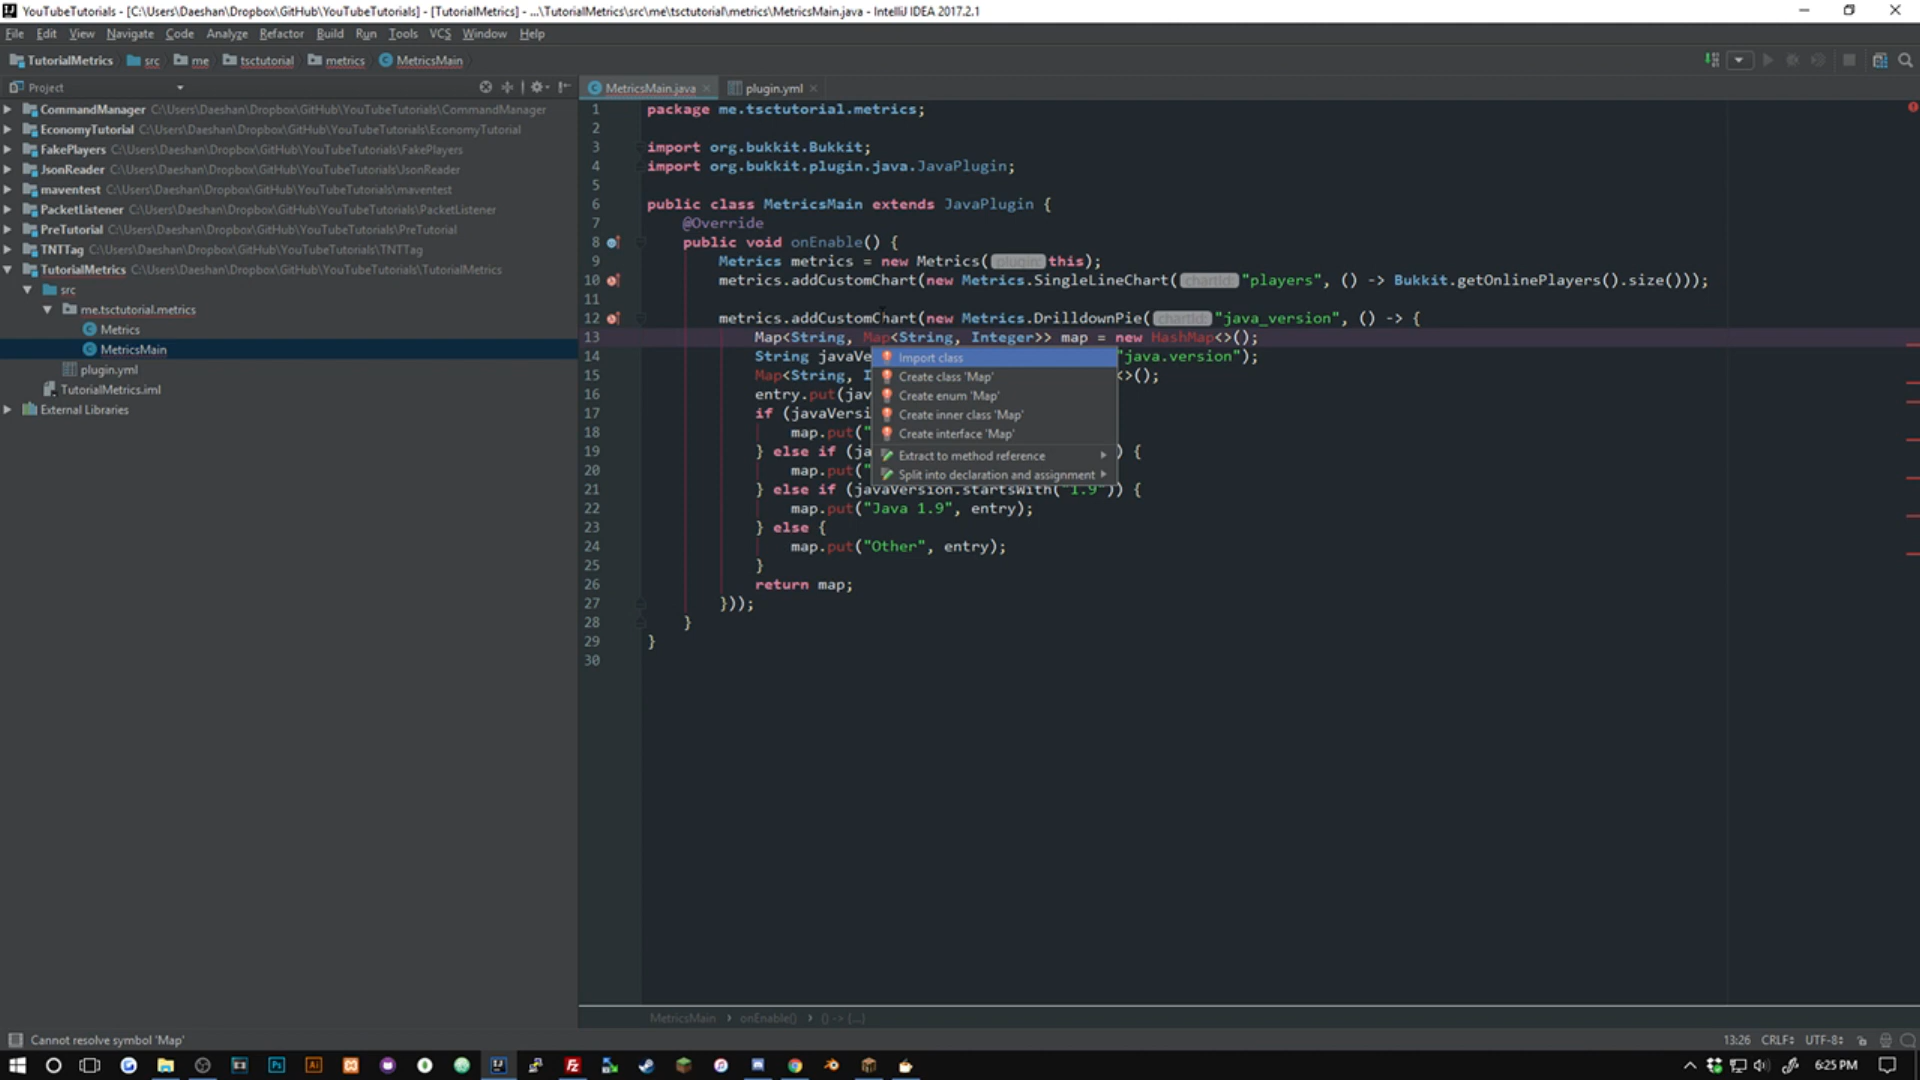 YouTubeTutorials - [C:\Users\Daeshan\Dropbox\GitHub\YouTubeTutorials] - [TutorialMetrics] - ...\TutorialMetrics\src\me\tsctutorial\metrics\MetricsMain.java - IntelliJ IDEA 2017.2.1
File Edit View Navigate Code Analyze Refactor Build Run Tools VCS Window Help
TutorialMetrics src me tsctutorial metrics MetricsMain
Project
MetricsMain.java plugin.yml
CommandManager C:\Users\Daeshan\Dropbox\GitHub\YouTubeTutorials\CommandManager
EconomyTutorial C:\Users\Daeshan\Dropbox\GitHub\YouTubeTutorials\EconomyTutorial
FakePlayers C:\Users\Daeshan\Dropbox\GitHub\YouTubeTutorials\FakePlayers
JsonReader C:\Users\Daeshan\Dropbox\GitHub\YouTubeTutorials\JsonReader
maventest C:\Users\Daeshan\Dropbox\GitHub\YouTubeTutorials\maventest
PacketListener C:\Users\Daeshan\Dropbox\GitHub\YouTubeTutorials\PacketListener
PreTutorial C:\Users\Daeshan\Dropbox\GitHub\YouTubeTutorials\PreTutorial
TNTTag C:\Users\Daeshan\Dropbox\GitHub\YouTubeTutorials\TNTTag
TutorialMetrics C:\Users\Daeshan\Dropbox\GitHub\YouTubeTutorials\TutorialMetrics
src
me.tsctutorial.metrics
Metrics
MetricsMain
plugin.yml
TutorialMetrics.iml
External Libraries
1 package me.tsctutorial.metrics;
2
3 import org.bukkit.Bukkit;
4 import org.bukkit.plugin.java.JavaPlugin;
5
6 public class MetricsMain extends JavaPlugin {
7 @Override
8 public void onEnable() {
9 Metrics metrics = new Metrics(plugin: this);
10 metrics.addCustomChart(new Metrics.SingleLineChart(chartId: "players", () -> Bukkit.getOnlinePlayers().size()));
11
12 metrics.addCustomChart(new Metrics.DrilldownPie(chartId: "java_version", () -> {
13 Map<String, Map<String, Integer>> map = new HashMap<>();
14 String javaVe "java.version");
15 Map<String, I <>();
16 entry.put(jav
17 if (javaVersi
18 map.put("
19 } else if (ja ) {
20 map.put("
21 } else if (javaVersion.startsWith("1.9")) {
22 map.put("Java 1.9", entry);
23 } else {
24 map.put("Other", entry);
25 }
26 return map;
27 }));
28 }
29 }
30
Import class
Create class 'Map'
Create enum 'Map'
Create inner class 'Map'
Create interface 'Map'
Extract to method reference
Split into declaration and assignment
MetricsMain › onEnable() › () -> {...}
Cannot resolve symbol 'Map'
13:26 CRLF UTF-8
6:25 PM